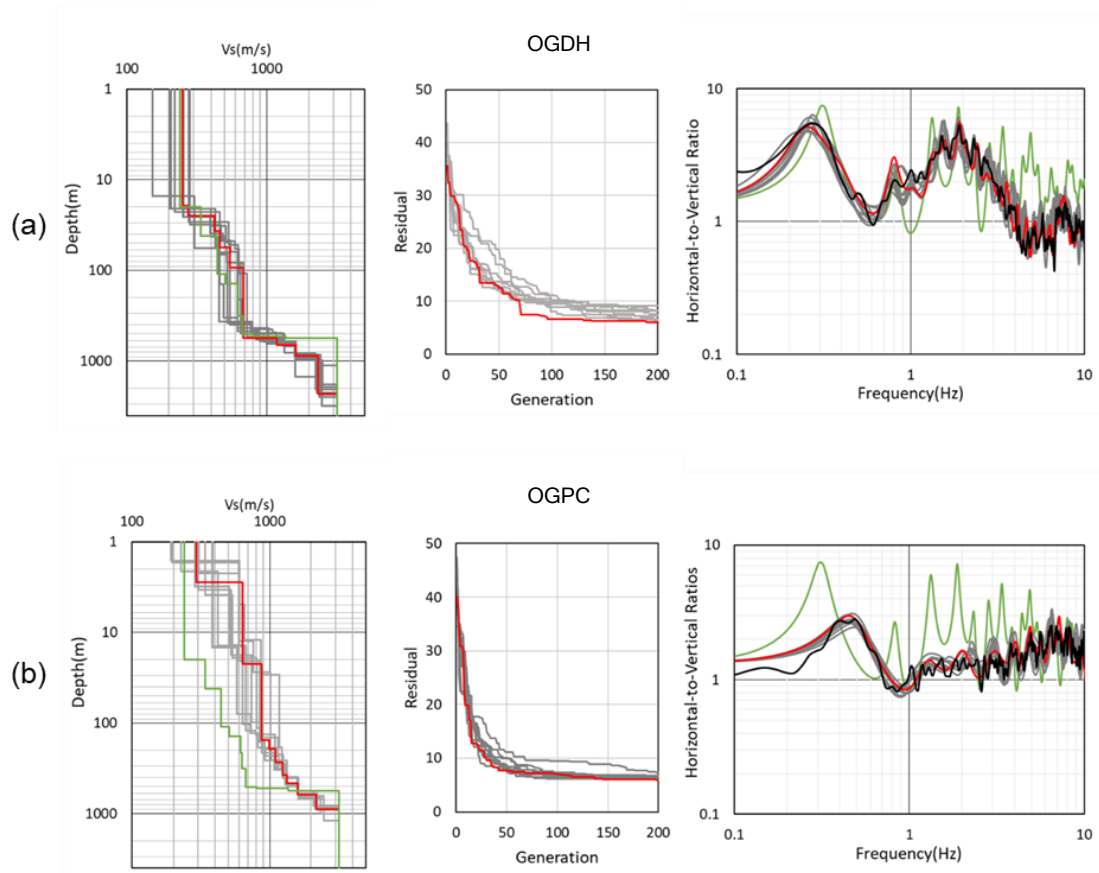 OGDH
(a)
Vs(m/s)
100 1000
Depth(m)
1
10
100
1000
Residual
50
40
30
20
10
0
0 50 100 150 200
Generation
Horizontal-to-Vertical Ratio
10
1
0.1
0.1 1 10
Frequency(Hz)
OGPC
(b)
Vs(m/s)
100 1000
Depth(m)
1
10
100
1000
Residual
50
40
30
20
10
0
0 50 100 150 200
Generation
Horizontal-to-Vertical Ratios
10
1
0.1
0.1 1 10
Frequency(Hz)